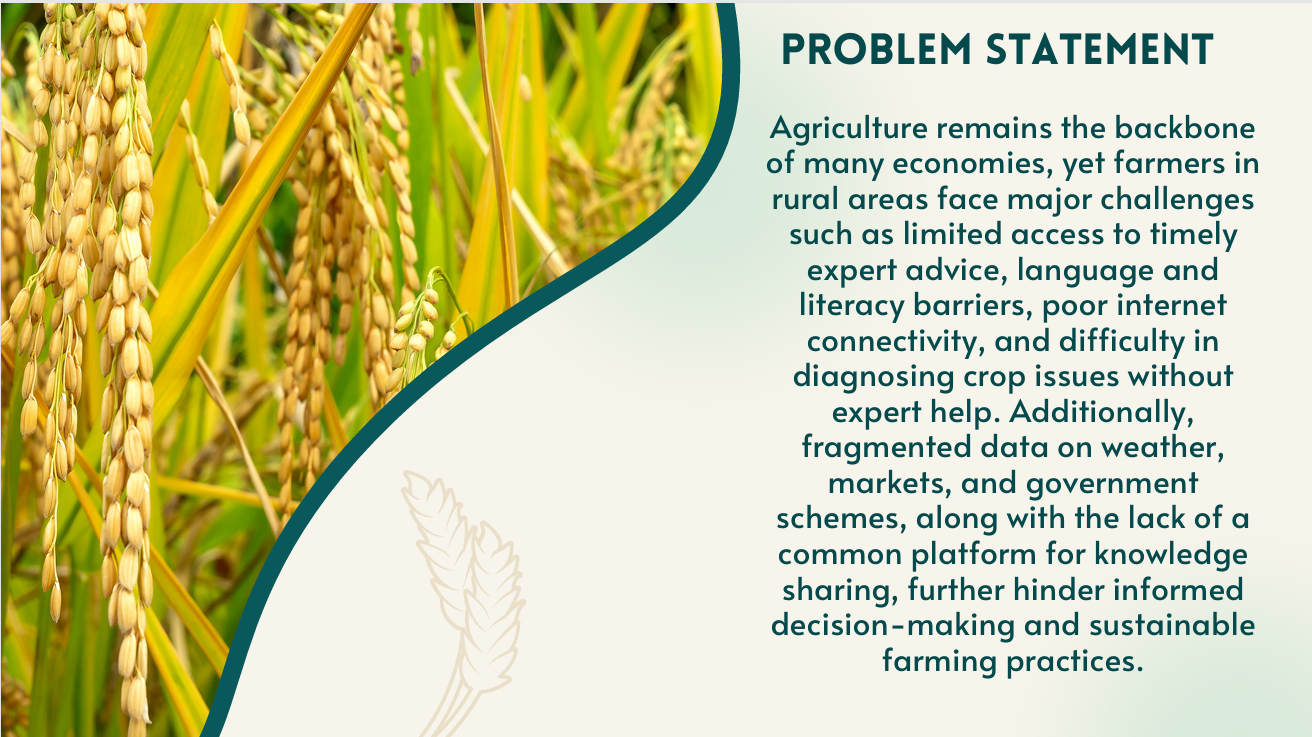 PROBLEM STATEMENT
Agriculture remains the backbone
of many economies, yet farmers in
rural areas face major challenges
such as limited access to timely
expert advice, language and
literacy barriers, poor internet
connectivity, and difficulty in
diagnosing crop issues without
expert help. Additionally,
fragmented data on weather,
markets, and government
schemes, along with the lack of a
common platform for knowledge
sharing, further hinder informed
decision-making and sustainable
farming practices.